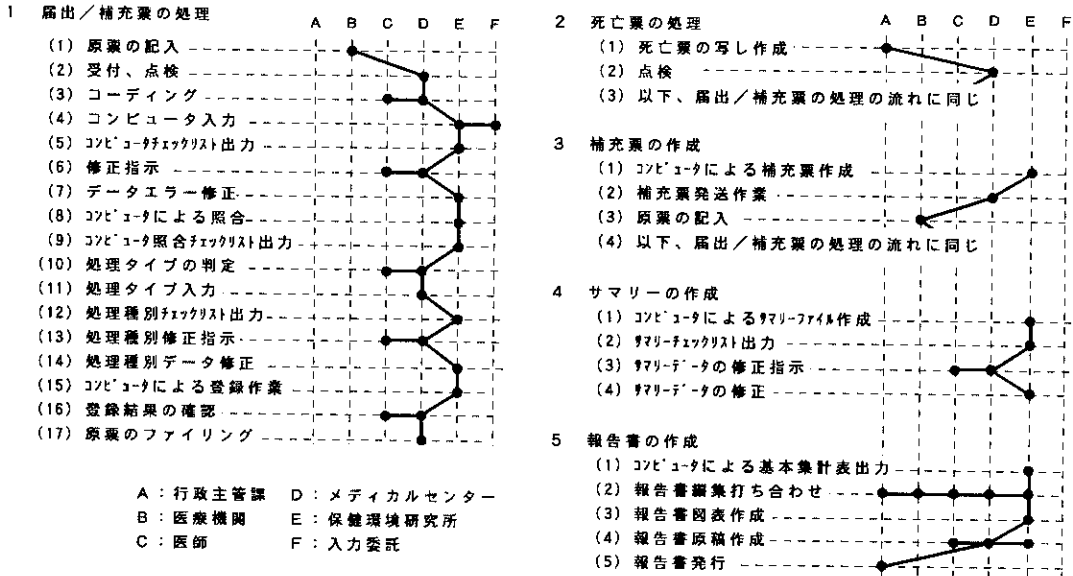 1 届出／補充票の処理
A B C D E F
(1) 原票の記入
(2) 受付、点検
(3) コーディング
(4) コンピュータ入力
(5) ｺﾝﾋﾟｭｰﾀﾁｪｯｸﾘｽﾄ出力
(6) 修正指示
(7) データエラー修正
(8) ｺﾝﾋﾟｭｰﾀによる照合
(9) ｺﾝﾋﾟｭｰﾀ照合ﾁｪｯｸﾘｽﾄ出力
(10) 処理タイプの判定
(11) 処理タイプ入力
(12) 処理種別ﾁｪｯｸﾘｽﾄ出力
(13) 処理種別修正指示
(14) 処理種別データ修正
(15) ｺﾝﾋﾟｭｰﾀによる登録作業
(16) 登録結果の確認
(17) 原票のファイリング
A：行政主管課 D：メディカルセンター
B：医療機関 E：保健環境研究所
C：医師 F：入力委託
2 死亡票の処理
A B C D E F
(1) 死亡票の写し作成
(2) 点検
(3) 以下、届出／補充票の処理の流れに同じ
3 補充票の作成
(1) ｺﾝﾋﾟｭｰﾀによる補充票作成
(2) 補充票発送作業
(3) 原票の記入
(4) 以下、届出／補充票の処理の流れに同じ
4 サマリーの作成
(1) ｺﾝﾋﾟｭｰﾀによるｻﾏﾘｰﾌｧｲﾙ作成
(2) ｻﾏﾘｰﾁｪｯｸﾘｽﾄ出力
(3) ｻﾏﾘｰﾃﾞｰﾀの修正指示
(4) ｻﾏﾘｰﾃﾞｰﾀの修正
5 報告書の作成
(1) ｺﾝﾋﾟｭｰﾀによる基本集計表出力
(2) 報告書編集打ち合わせ
(3) 報告書図表作成
(4) 報告書原稿作成
(5) 報告書発行